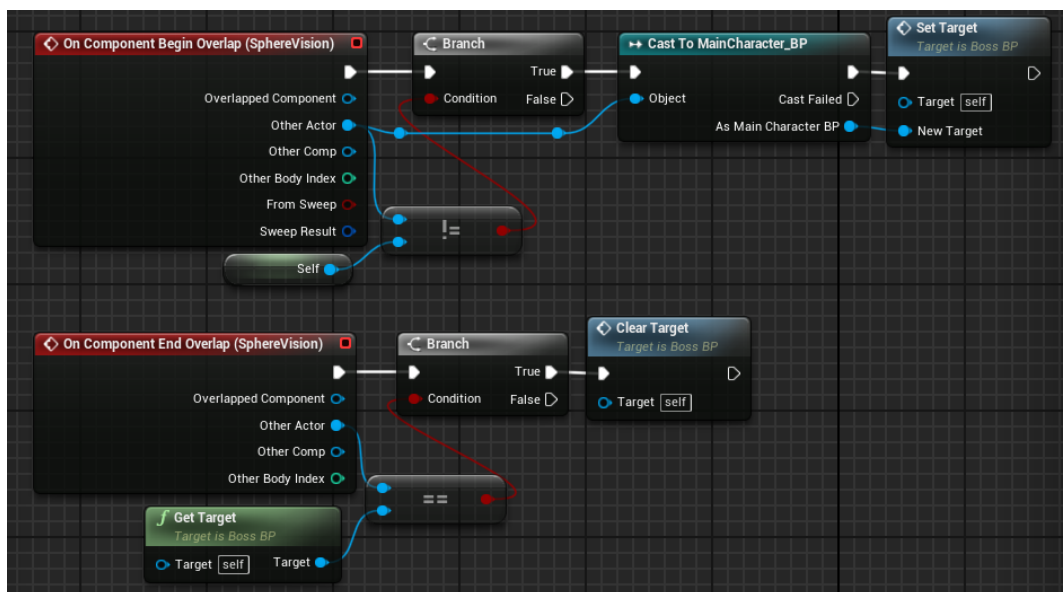 On Component Begin Overlap (SphereVision)
Overlapped Component
Other Actor
Other Comp
Other Body Index
From Sweep
Sweep Result
Self
Branch
True
Condition
False
!=
Cast To MainCharacter_BP
Object
Cast Failed
As Main Character BP
Set Target
Target is Boss BP
Target self
New Target
On Component End Overlap (SphereVision)
Overlapped Component
Other Actor
Other Comp
Other Body Index
Branch
True
Condition
False
==
Clear Target
Target is Boss BP
Target self
f Get Target
Target is Boss BP
Target self
Target